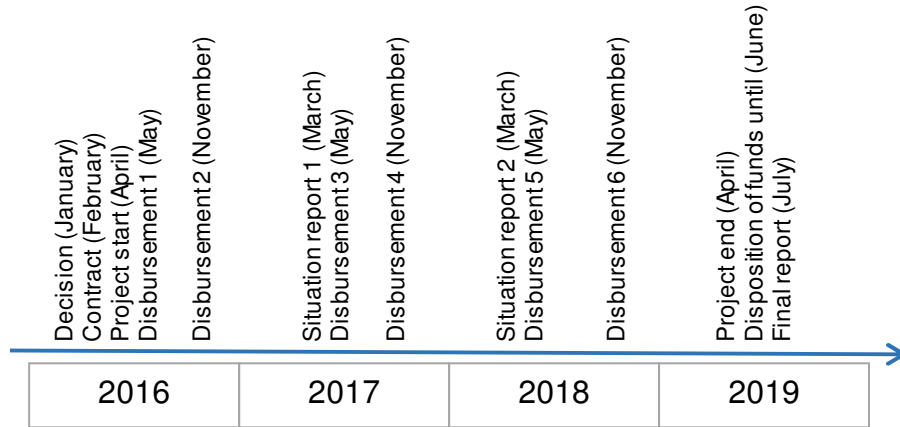 Decision (January)
Contract (February)
Project start (April)
Disbursement 1 (May)
Disbursement 2 (November)
Situation report 1 (March)
Disbursement 3 (May)
Disbursement 4 (November)
Situation report 2 (March)
Disbursement 5 (May)
Disbursement 6 (November)
Project end (April)
Disposition of funds until (June)
Final report (July)
2016
2017
2018
2019